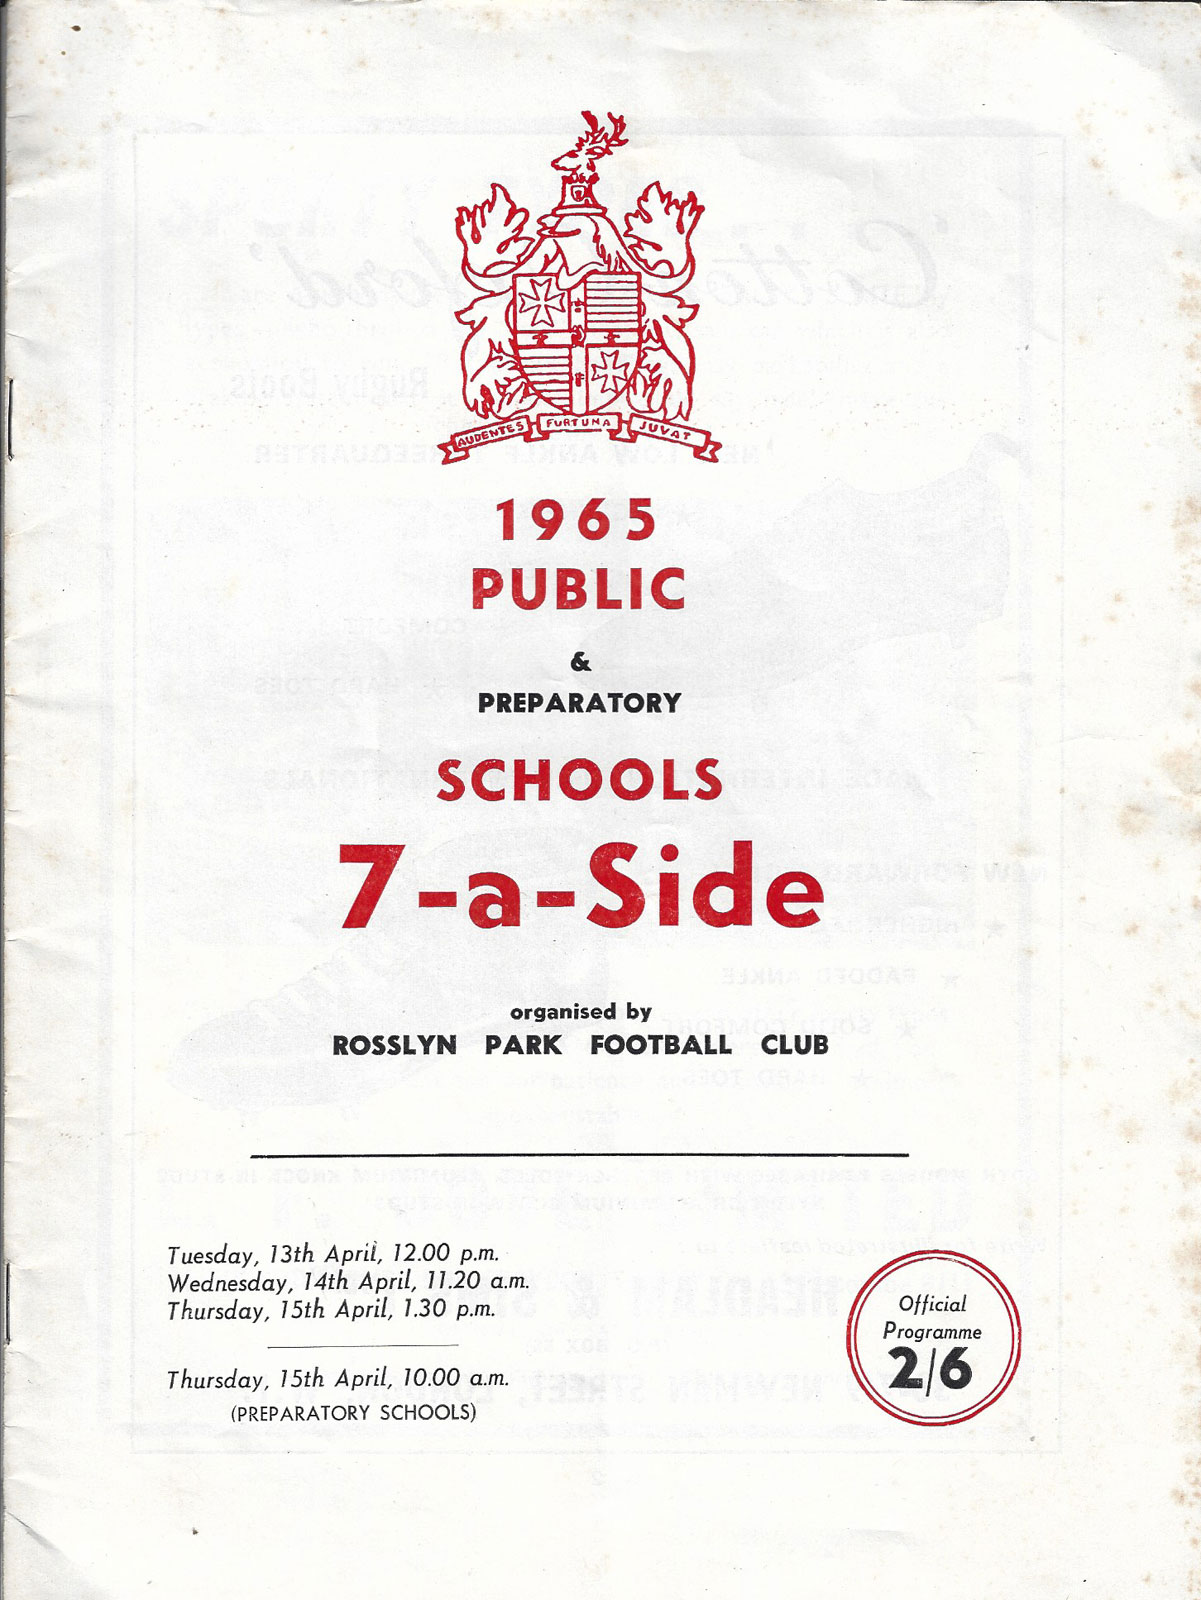 AUDENTES FORTUNA JUVAT
1965
PUBLIC
&
PREPARATORY
SCHOOLS
7-a-Side
organised by
ROSSLYN PARK FOOTBALL CLUB
Tuesday, 13th April, 12.00 p.m.
Wednesday, 14th April, 11.20 a.m.
Thursday, 15th April, 1.30 p.m.
Thursday, 15th April, 10.00 a.m.
(PREPARATORY SCHOOLS)
Official
Programme
2/6